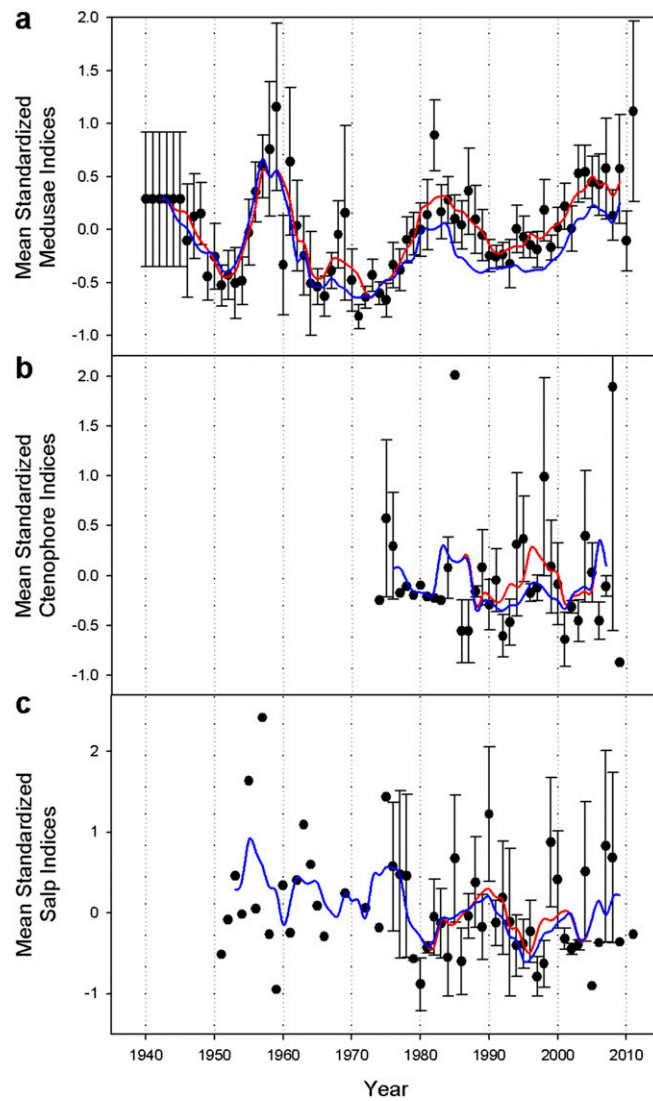 a
Mean Standardized
Medusae Indices
2.0
1.5
1.0
0.5
0.0
-0.5
-1.0
b
Mean Standardized
Ctenophore Indices
2.0
1.5
1.0
0.5
0.0
-0.5
-1.0
c
Mean Standardized
Salp Indices
2
1
0
-1
1940 1950 1960 1970 1980 1990 2000 2010
Year